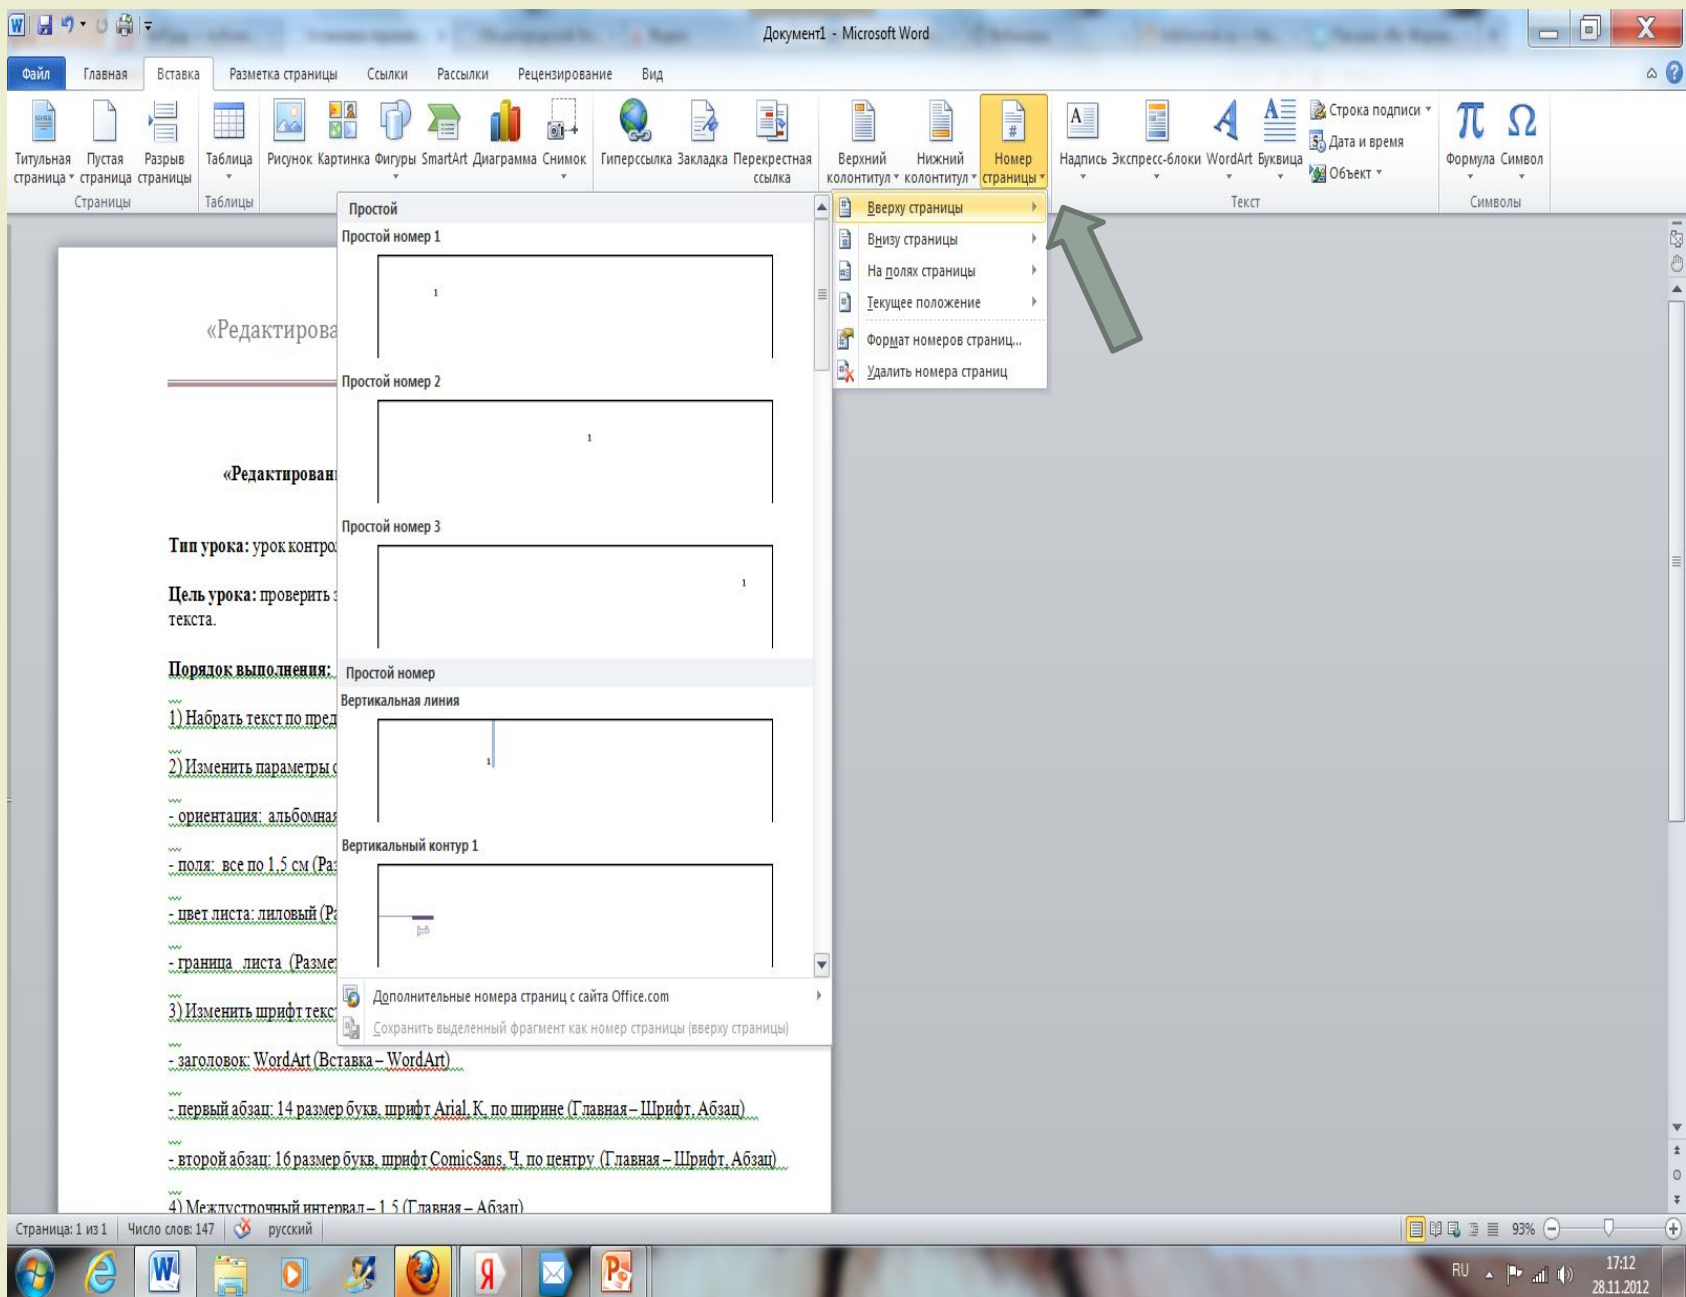 Документ1 - Microsoft Word
Файл Главная Вставка Разметка страницы Ссылки Рассылки Рецензирование Вид
Титульная страница
Пустая страница
Разрыв страницы
Таблица
Рисунок
Картинка
Фигуры
SmartArt
Диаграмма
Снимок
Гиперссылка
Закладка
Перекрестная ссылка
Верхний колонтитул
Нижний колонтитул
Номер страницы
Надпись
Экспресс-блоки
WordArt
Буквица
Строка подписи
Дата и время
Объект
π Формула
Ω Символ
Страницы
Таблицы
Текст
Символы
Вверху страницы
Внизу страницы
На полях страницы
Текущее положение
Формат номеров страниц...
Удалить номера страниц
Простой
Простой номер 1
1
Простой номер 2
1
Простой номер 3
1
Простой номер
Вертикальная линия
1
Вертикальный контур 1
1
Дополнительные номера страниц с сайта Office.com
Сохранить выделенный фрагмент как номер страницы (вверху страницы)
«Редактирова
«Редактировани
Тип урока: урок контро
Цель урока: проверить з
текста.
Порядок выполнения:
1) Набрать текст по пред
2) Изменить параметры с
- ориентация: альбомная
- поля: все по 1,5 см (Раз
- цвет листа: лиловый (Ра
- граница листа (Размет
3) Изменить шрифт текс
- заголовок: WordArt (Вставка – WordArt)
- первый абзац: 14 размер букв, шрифт Arial, К, по ширине (Главная – Шрифт, Абзац)
- второй абзац: 16 размер букв, шрифт ComicSans, Ч, по центру (Главная – Шрифт, Абзац)
4) Междустрочный интервал – 1,5 (Главная – Абзац)
Страница: 1 из 1 Число слов: 147 русский 93%
RU 17:12
28.11.2012